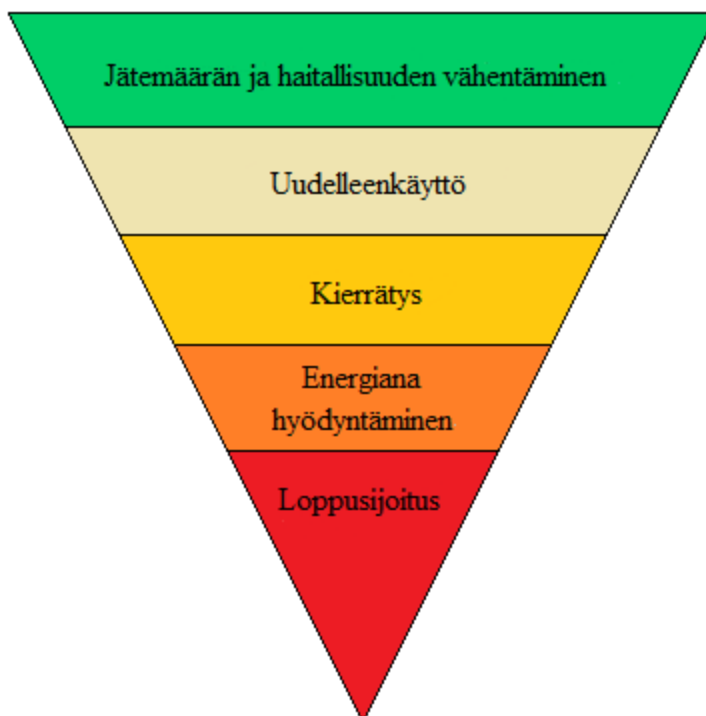 Jätemäärän ja haitallisuuden vähentäminen
Uudelleenkäyttö
Kierrätys
Energiana
hyödyntäminen
Loppusijoitus